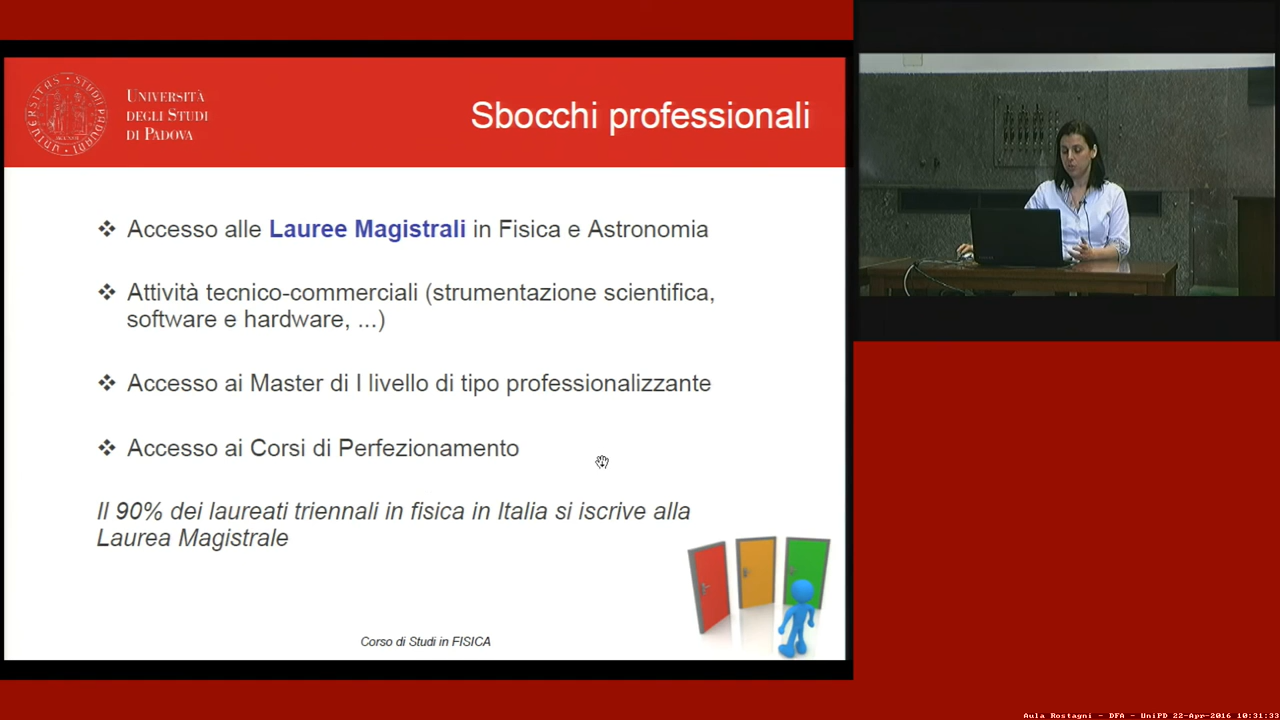 UNIVERSITÀ
DEGLI STUDI
DI PADOVA
Sbocchi professionali
Accesso alle Lauree Magistrali in Fisica e Astronomia
Attività tecnico-commerciali (strumentazione scientifica,
software e hardware, ...)
Accesso ai Master di I livello di tipo professionalizzante
Accesso ai Corsi di Perfezionamento
Il 90% dei laureati triennali in fisica in Italia si iscrive alla
Laurea Magistrale
Corso di Studi in FISICA
Aula Rostagni - DFA - UniPD 22-Apr-2016 10:31:33